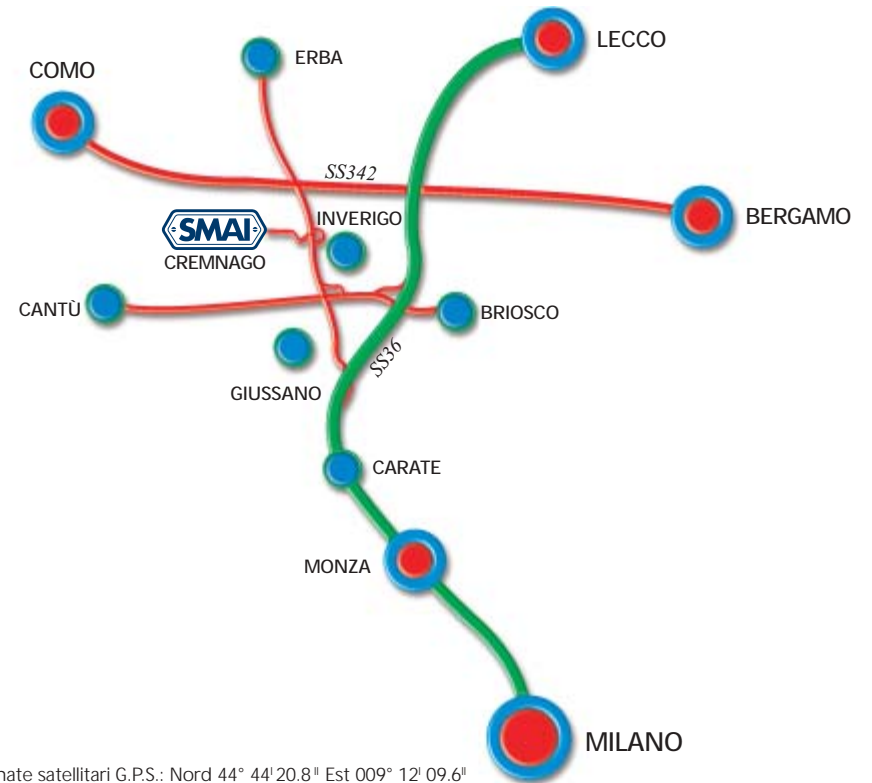 LECCO
ERBA
COMO
SS342
INVERIGO
SMAI
CREMNAGO
BERGAMO
CANTÙ
BRIOSCO
SS36
GIUSSANO
CARATE
MONZA
MILANO
nate satellitari G.P.S.: Nord 44° 44' 20.8" Est 009° 12' 09.6"